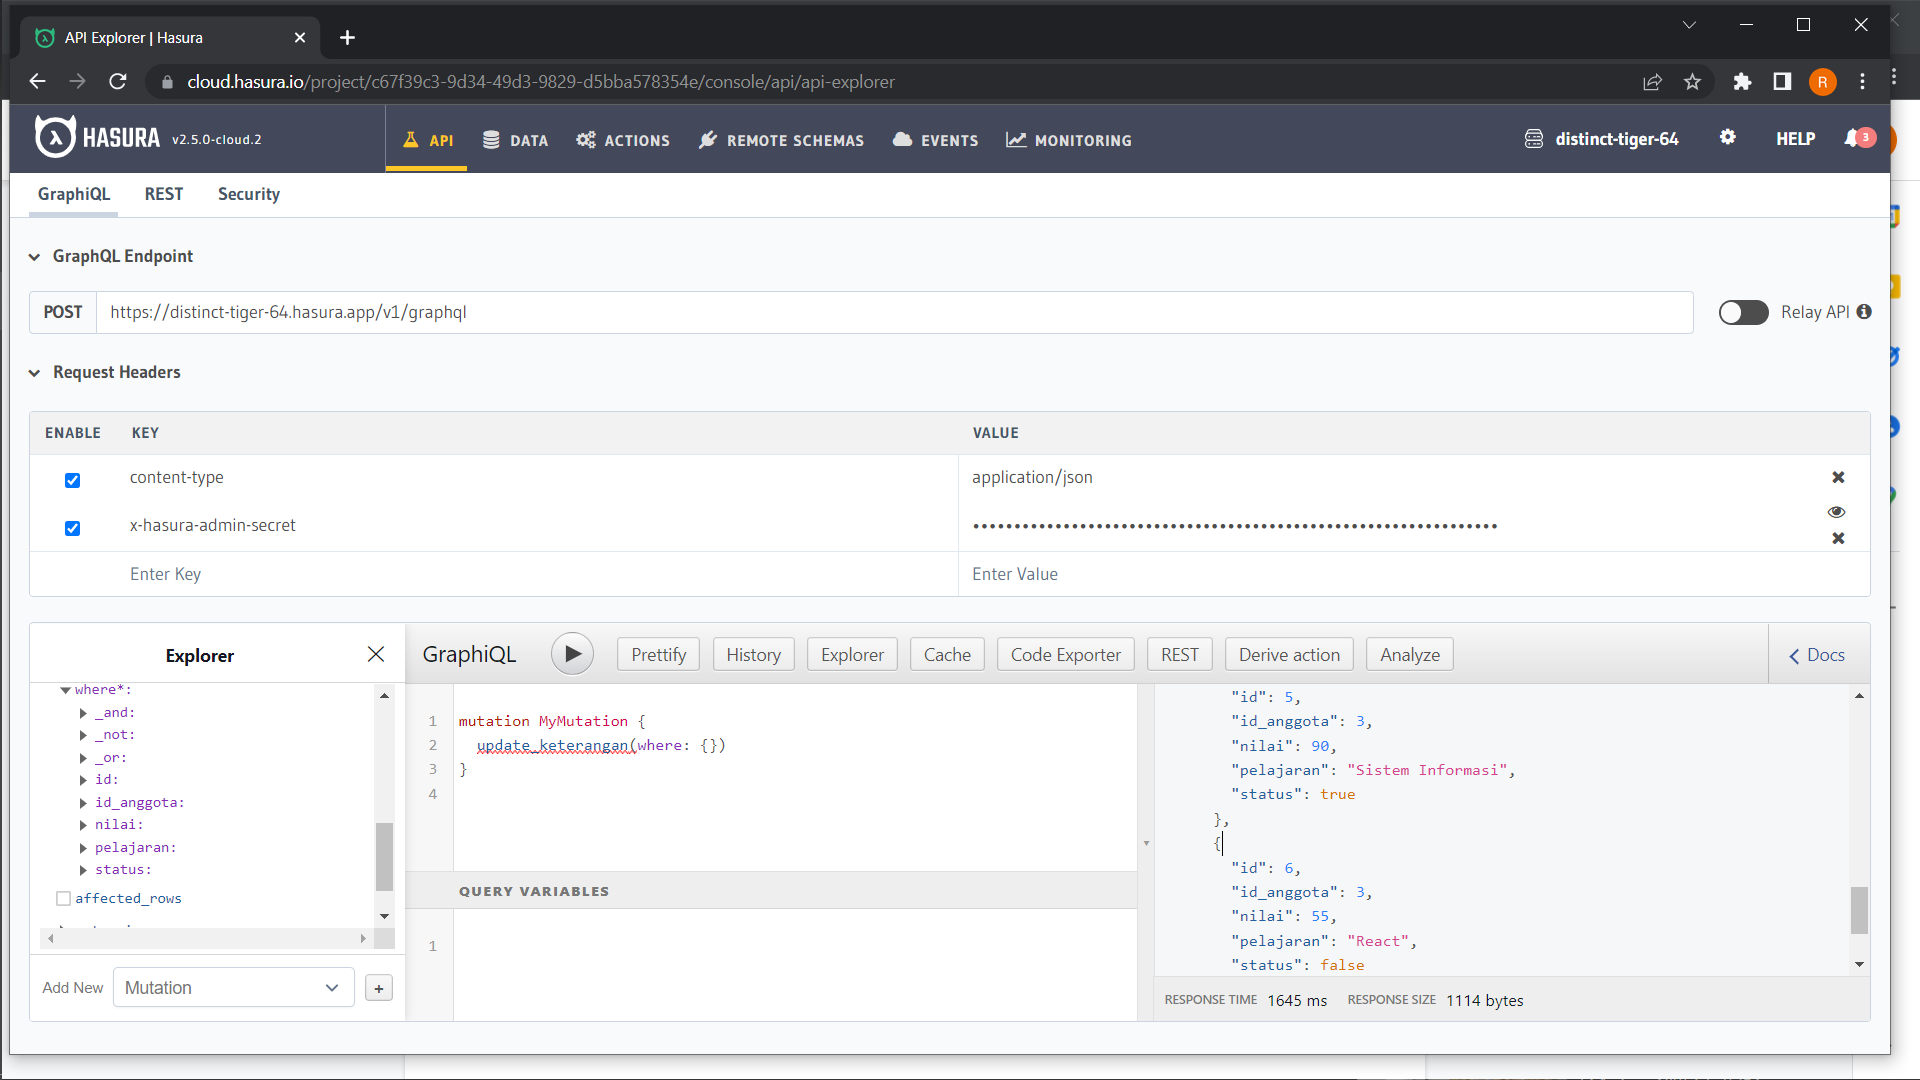 API Explorer | Hasura
cloud.hasura.io/project/c67f39c3-9d34-49d3-9829-d5bba578354e/console/api/api-explorer
R
HASURA v2.5.0-cloud.2
API
DATA
ACTIONS
REMOTE SCHEMAS
EVENTS
MONITORING
distinct-tiger-64
HELP
3
GraphiQL
REST
Security
GraphQL Endpoint
POST https://distinct-tiger-64.hasura.app/v1/graphql
Relay API
Request Headers
ENABLE KEY VALUE
content-type application/json
x-hasura-admin-secret ••••••••••••••••••••••••••••••••••••••••••••••••••••••••••••••••
Enter Key Enter Value
Explorer
where*:
_and:
_not:
_or:
id:
id_anggota:
nilai:
pelajaran:
status:
affected_rows
Add New Mutation +
GraphiQL
Prettify
History
Explorer
Cache
Code Exporter
REST
Derive action
Analyze
Docs
1 mutation MyMutation {
2 update_keterangan(where: {})
3 }
4
QUERY VARIABLES
1
"id": 5,
"id_anggota": 3,
"nilai": 90,
"pelajaran": "Sistem Informasi",
"status": true
},
{
"id": 6,
"id_anggota": 3,
"nilai": 55,
"pelajaran": "React",
"status": false
RESPONSE TIME 1645 ms RESPONSE SIZE 1114 bytes